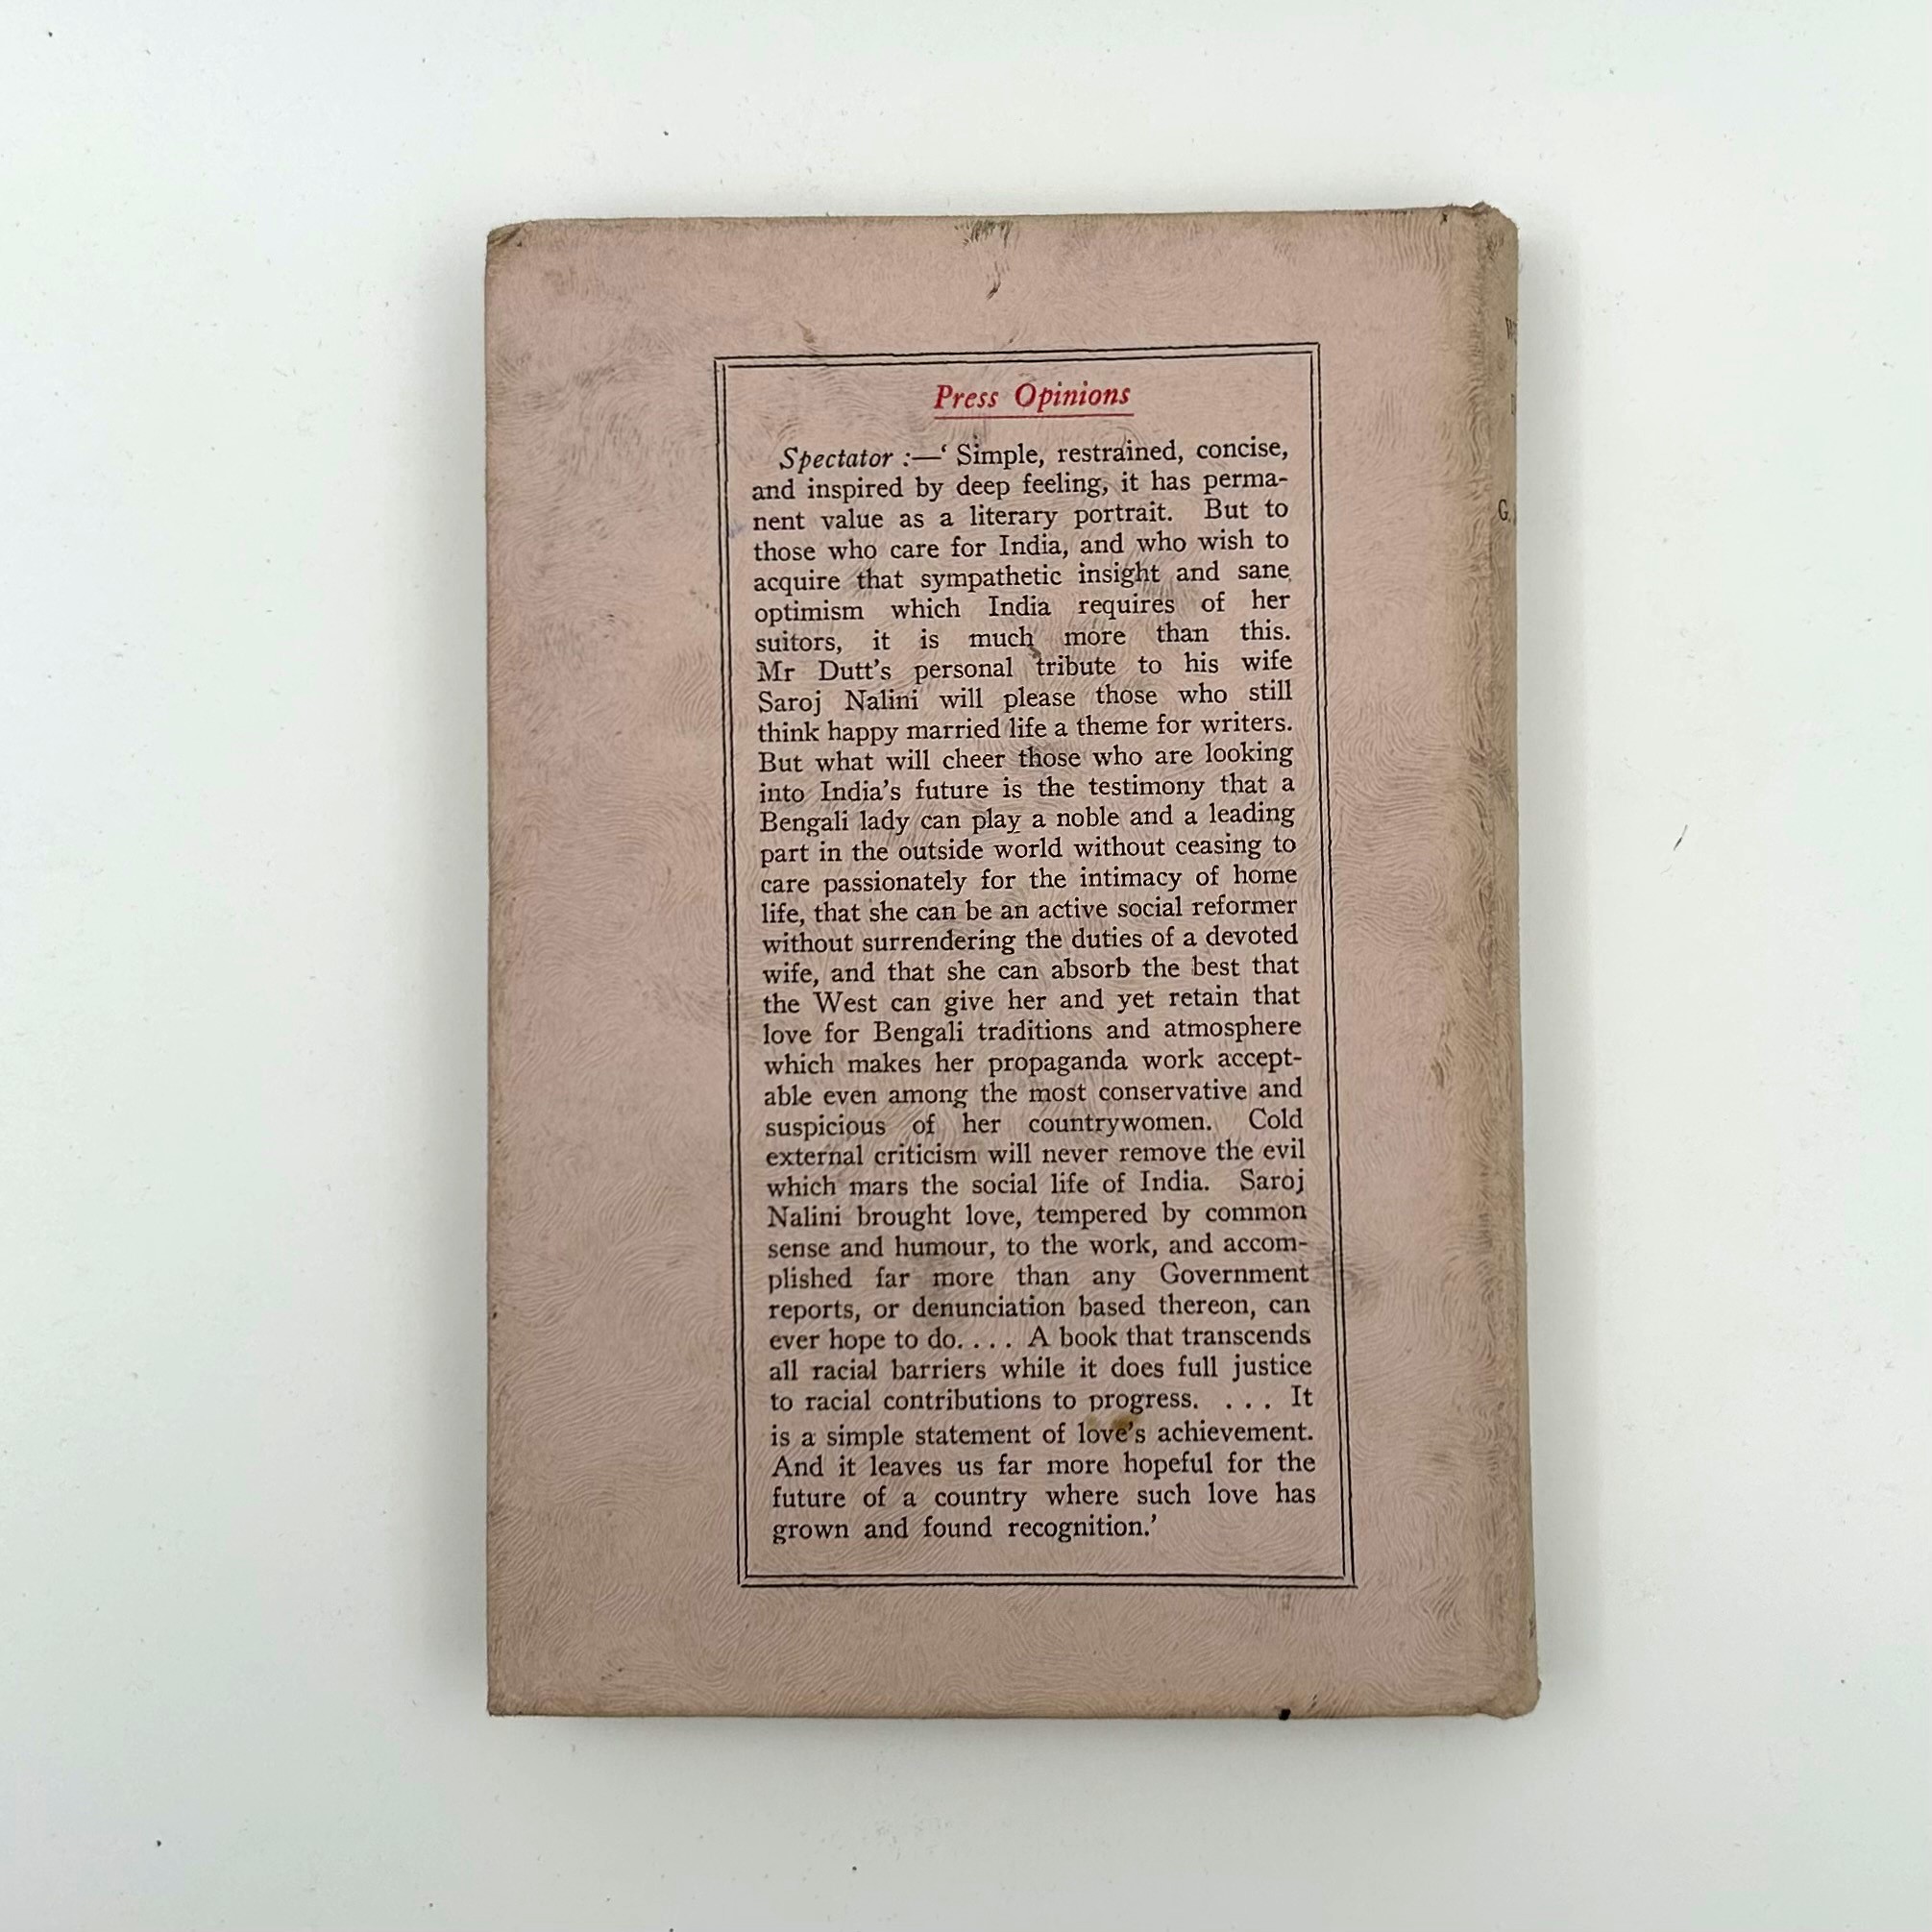 Press Opinions
Spectator :—‘ Simple, restrained, concise,
and inspired by deep feeling, it has perma-
nent value as a literary portrait. But to
those who care for India, and who wish to
acquire that sympathetic insight and sane
optimism which India requires of her
suitors, it is much more than this.
Mr Dutt’s personal tribute to his wife
Saroj Nalini will please those who still
think happy married life a theme for writers.
But what will cheer those who are looking
into India’s future is the testimony that a
Bengali lady can play a noble and a leading
part in the outside world without ceasing to
care passionately for the intimacy of home
life, that she can be an active social reformer
without surrendering the duties of a devoted
wife, and that she can absorb the best that
the West can give her and yet retain that
love for Bengali traditions and atmosphere
which makes her propaganda work accept-
able even among the most conservative and
suspicious of her countrywomen. Cold
external criticism will never remove the evil
which mars the social life of India. Saroj
Nalini brought love, tempered by common
sense and humour, to the work, and accom-
plished far more than any Government
reports, or denunciation based thereon, can
ever hope to do. . . . A book that transcends
all racial barriers while it does full justice
to racial contributions to progress. . . . It
is a simple statement of love’s achievement.
And it leaves us far more hopeful for the
future of a country where such love has
grown and found recognition.’
G.